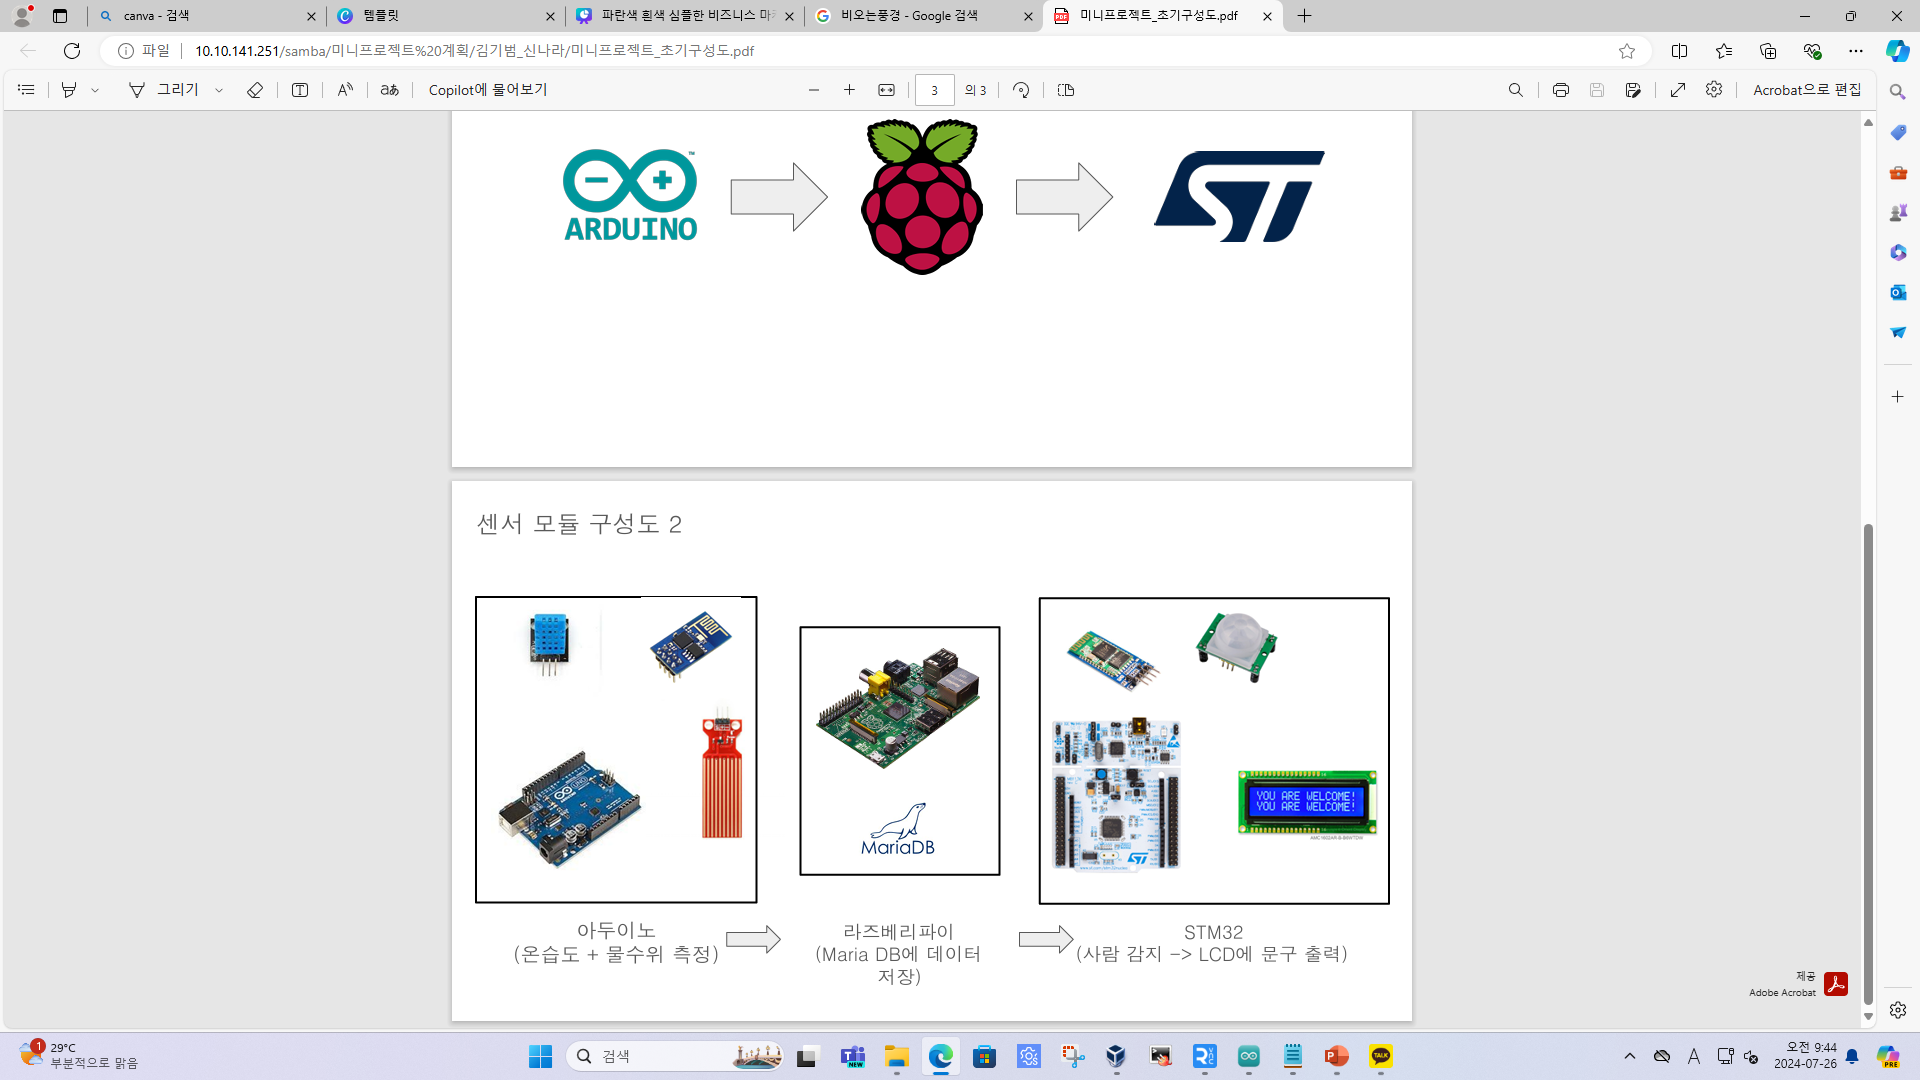 canva - 검색
템플릿
파란색 흰색 심플한 비즈니스 마
비오는풍경 - Google 검색
미니프로젝트_초기구성도.pdf
파일
10.10.141.251/samba/미니프로젝트%20계획/김기범_신나라/미니프로젝트_초기구성도.pdf
그리기
aあ
Copilot에 물어보기
3
의 3
Acrobat으로 편집
ARDUINO
TM
ST
센서 모듈 구성도 2
YOU ARE WELCOME!
YOU ARE WELCOME!
MariaDB
아두이노
(온습도 + 물수위 측정)
라즈베리파이
(Maria DB에 데이터
저장)
STM32
(사람 감지 -> LCD에 문구 출력)
제공
Adobe Acrobat
1
29°C
부분적으로 맑음
검색
NEW
TALK
A
오전 9:44
2024-07-26
PRE